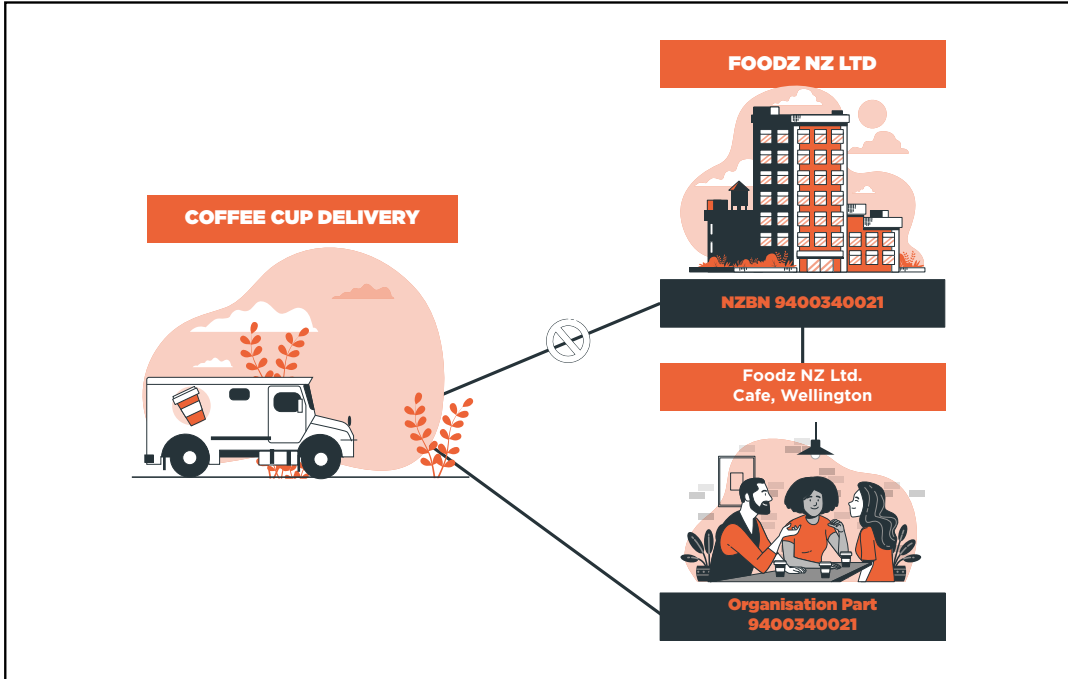 FOODZ NZ LTD
COFFEE CUP DELIVERY
NZBN 9400340021
Foodz NZ Ltd.
Cafe, Wellington
Organisation Part
9400340021